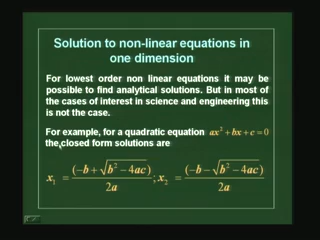 Solution to non-linear equations in
one dimension
For lowest order non linear equations it may be
possible to find analytical solutions. But in most of
the cases of interest in science and engineering this
is not the case.
For example, for a quadratic equation ax² + bx + c = 0
the closed form solutions are
x₁ = (-b + √(b² - 4ac)) / 2a ; x₂ = (-b - √(b² - 4ac)) / 2a